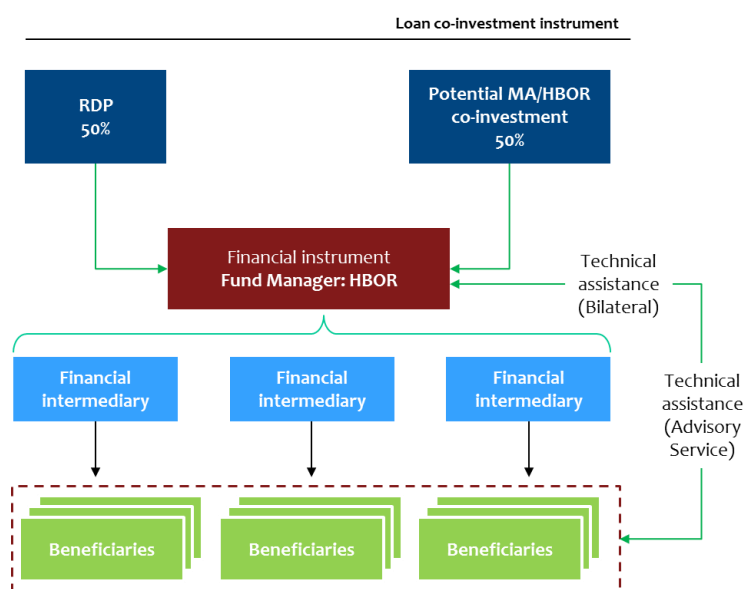 Loan co-investment instrument
RDP
50%
Potential MA/HBOR
co-investment
50%
Financial instrument
Fund Manager: HBOR
Technical
assistance
(Bilateral)
Financial
intermediary
Financial
intermediary
Financial
intermediary
Technical
assistance
(Advisory
Service)
Beneficiaries
Beneficiaries
Beneficiaries